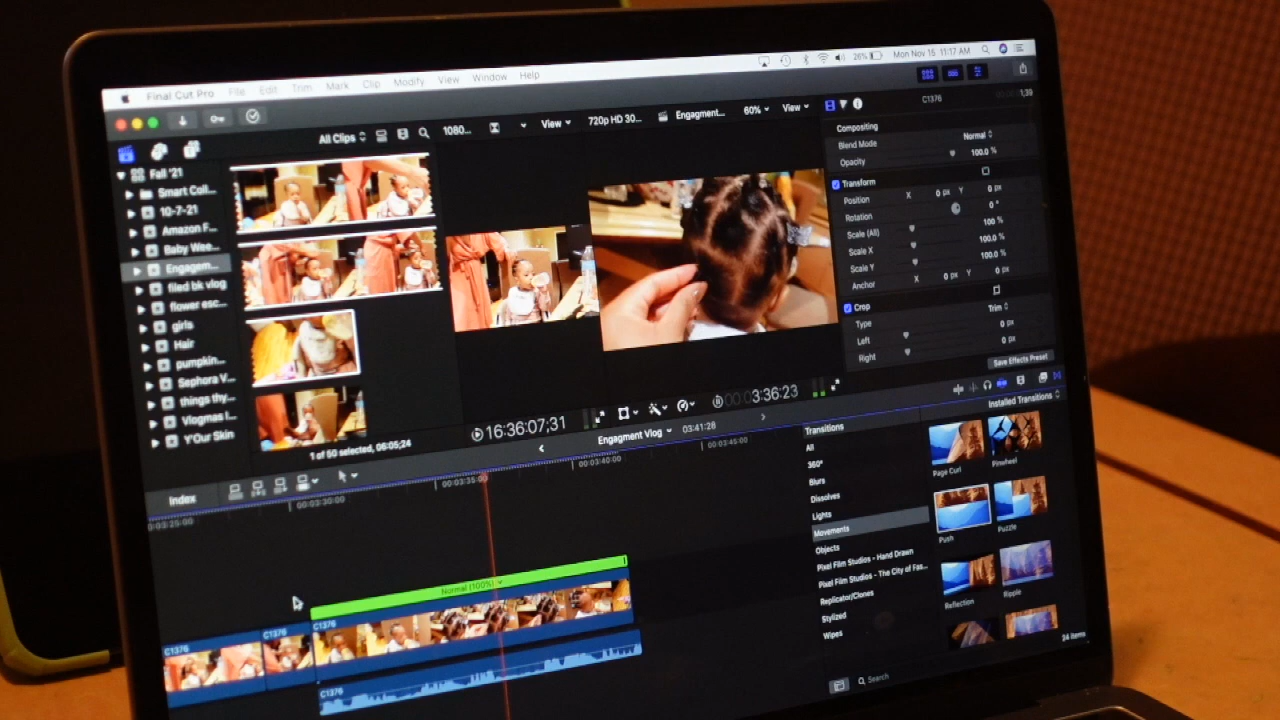 Final Cut Pro File Edit Trim Mark Clip Modify View Window Help
26% Mon Nov 15 11:17 AM
All Clips
1080...
View
720p HD 30...
Engagment...
60%
View
C1376
1;39
Fall '21
Smart Coll...
10-7-21
Amazon F...
Baby Wee...
Engagem...
filed bk vlog
flower esc...
girls
Hair
pumpkin...
Sephora V...
things thy...
Vlogmas I...
Y'Our Skin
1 of 50 selected, 06:05;24
16:36:07;31
3:36:23
Compositing
Blend Mode Normal
Opacity 100.0 %
Transform
Position X 0 px Y 0 px
Rotation 0 °
Scale (All) 100 %
Scale X 100.0 %
Scale Y 100.0 %
Anchor X 0 px Y 0 px
Crop
Type Trim
Left 0 px
Right 0 px
Save Effects Preset
Index
Engagment Vlog 03:41:28
00:03:25:00
00:03:30:00
00:03:35:00
00:03:40:00
00:03:45:00
Normal (100%)
C1376
C1376
C1376
C1376
Transitions
All
360°
Blurs
Dissolves
Lights
Movements
Objects
Pixel Film Studios - Hand Drawn
Pixel Film Studios - The City of Fas...
Replicator/Clones
Stylized
Wipes
Installed Transitions
Page Curl
Pinwheel
Push
Puzzle
Reflection
Ripple
Search
24 items